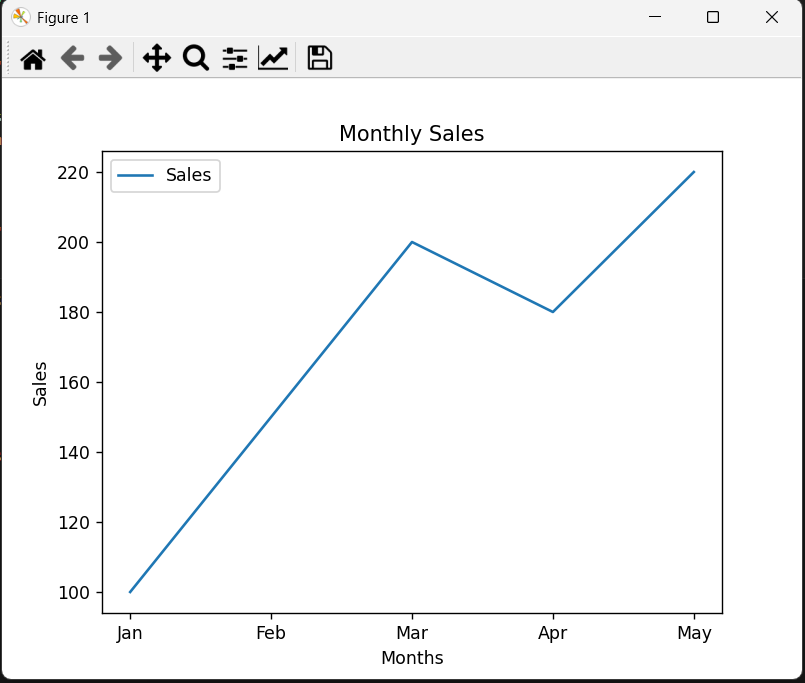 Figure 1
Monthly Sales
Sales
220
200
180
160
140
120
100
Sales
Jan Feb Mar Apr May
Months